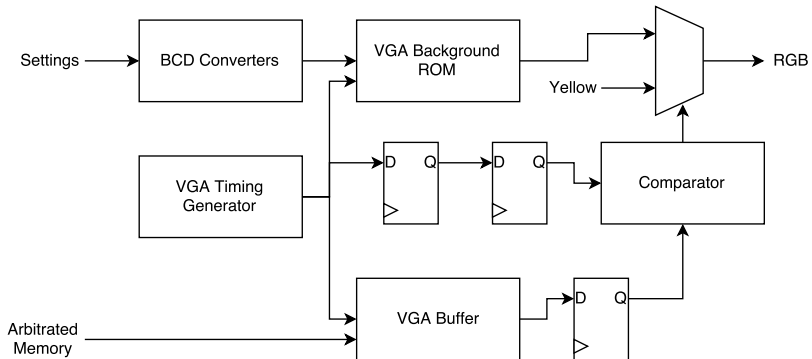 Settings
BCD Converters
VGA Background
ROM
Yellow
RGB
VGA Timing
Generator
D Q
D Q
Comparator
Arbitrated
Memory
VGA Buffer
D Q